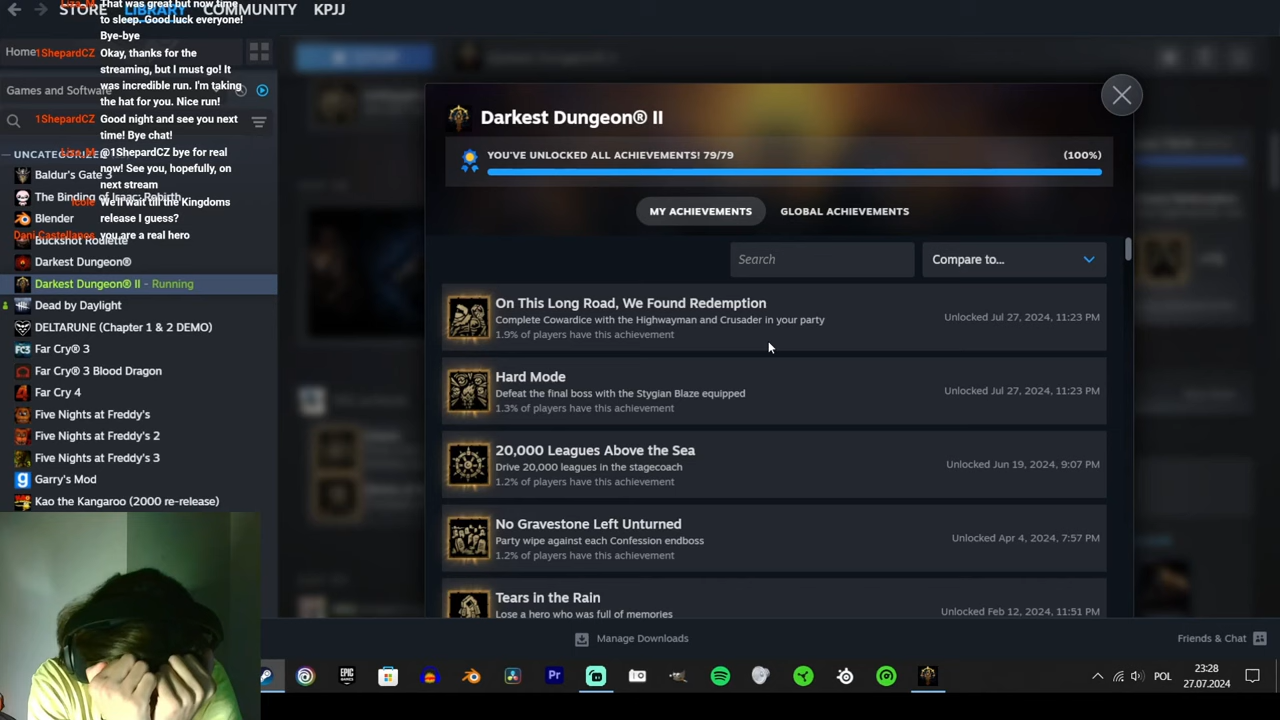 STORE
LIBRARY
COMMUNITY
KPJJ
Liza_M That was great but now time
to sleep. Good luck everyone!
Bye-bye
1ShepardCZ Okay, thanks for the
streaming, but I must go! It
was incredible run. I'm taking
the hat for you. Nice run!
1ShepardCZ Good night and see you next
time! Bye chat!
@1ShepardCZ bye for real
now! See you, hopefully, on
next stream
We'll wait till the Kingdoms
release I guess?
Dani Castellanos you are a real hero
Home
Games and Software
UNCATEGORIZED
Baldur's Gate 3
The Binding of Isaac: Rebirth
Blender
Buckshot Roulette
Darkest Dungeon®
Darkest Dungeon® II - Running
Dead by Daylight
DELTARUNE (Chapter 1 & 2 DEMO)
Far Cry® 3
Far Cry® 3 Blood Dragon
Far Cry 4
Five Nights at Freddy's
Five Nights at Freddy's 2
Five Nights at Freddy's 3
Garry's Mod
Kao the Kangaroo (2000 re-release)
Darkest Dungeon® II
YOU'VE UNLOCKED ALL ACHIEVEMENTS! 79/79 (100%)
MY ACHIEVEMENTS
GLOBAL ACHIEVEMENTS
Search
Compare to...
On This Long Road, We Found Redemption
Complete Cowardice with the Highwayman and Crusader in your party
1.9% of players have this achievement
Unlocked Jul 27, 2024, 11:23 PM
Hard Mode
Defeat the final boss with the Stygian Blaze equipped
1.3% of players have this achievement
Unlocked Jul 27, 2024, 11:23 PM
20,000 Leagues Above the Sea
Drive 20,000 leagues in the stagecoach
1.2% of players have this achievement
Unlocked Jun 19, 2024, 9:07 PM
No Gravestone Left Unturned
Party wipe against each Confession endboss
1.2% of players have this achievement
Unlocked Apr 4, 2024, 7:57 PM
Tears in the Rain
Lose a hero who was full of memories
Unlocked Feb 12, 2024, 11:51 PM
Manage Downloads
Friends & Chat
EPIC
GAMES
Pr
POL
23:28
27.07.2024